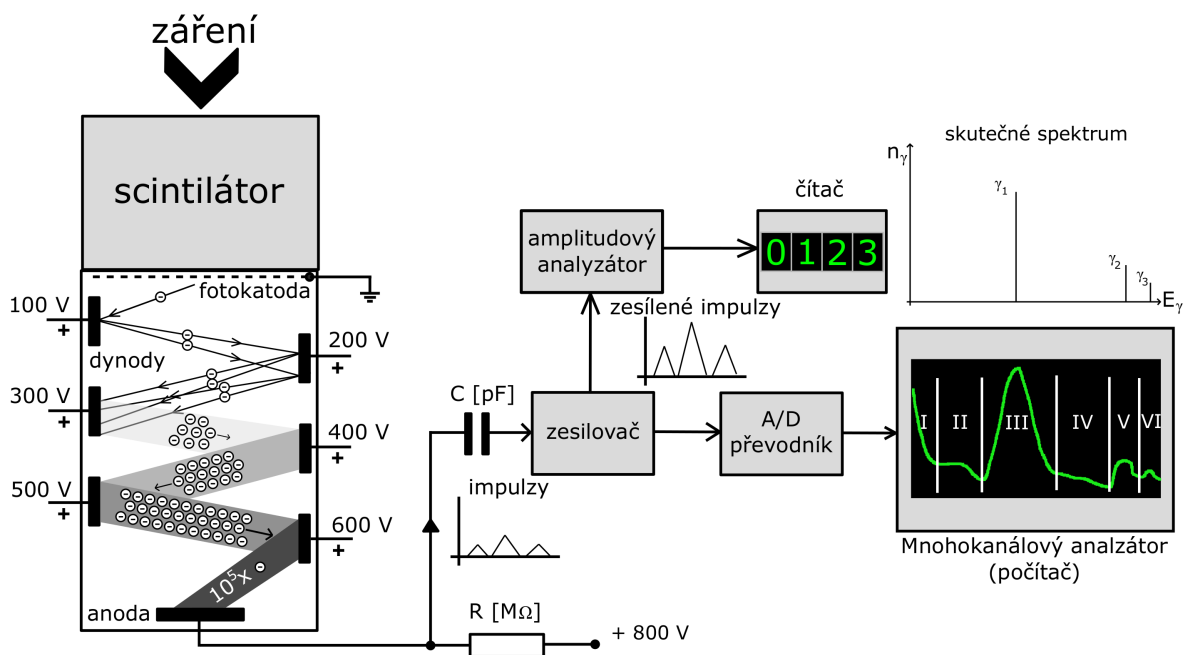 záření
scintilátor
fotokatoda
100 V
+
dynody
200 V
+
300 V
+
400 V
+
500 V
+
600 V
+
10⁵x
anoda
C [pF]
impulzy
R [MΩ]
+ 800 V
zesilovač
zesílené impulzy
amplitudový
analyzátor
čítač
0123
A/D
převodník
skutečné spektrum
nγ
γ1
γ2
γ3
Eγ
I II III IV V VI
Mnohokanálový analzátor
(počítač)